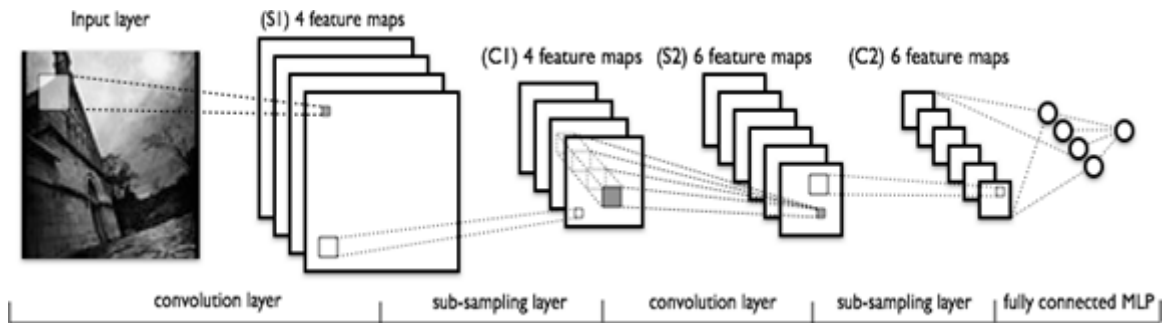 Input layer
(S1) 4 feature maps
(C1) 4 feature maps
(S2) 6 feature maps
(C2) 6 feature maps
convolution layer
sub-sampling layer
convolution layer
sub-sampling layer
fully connected MLP